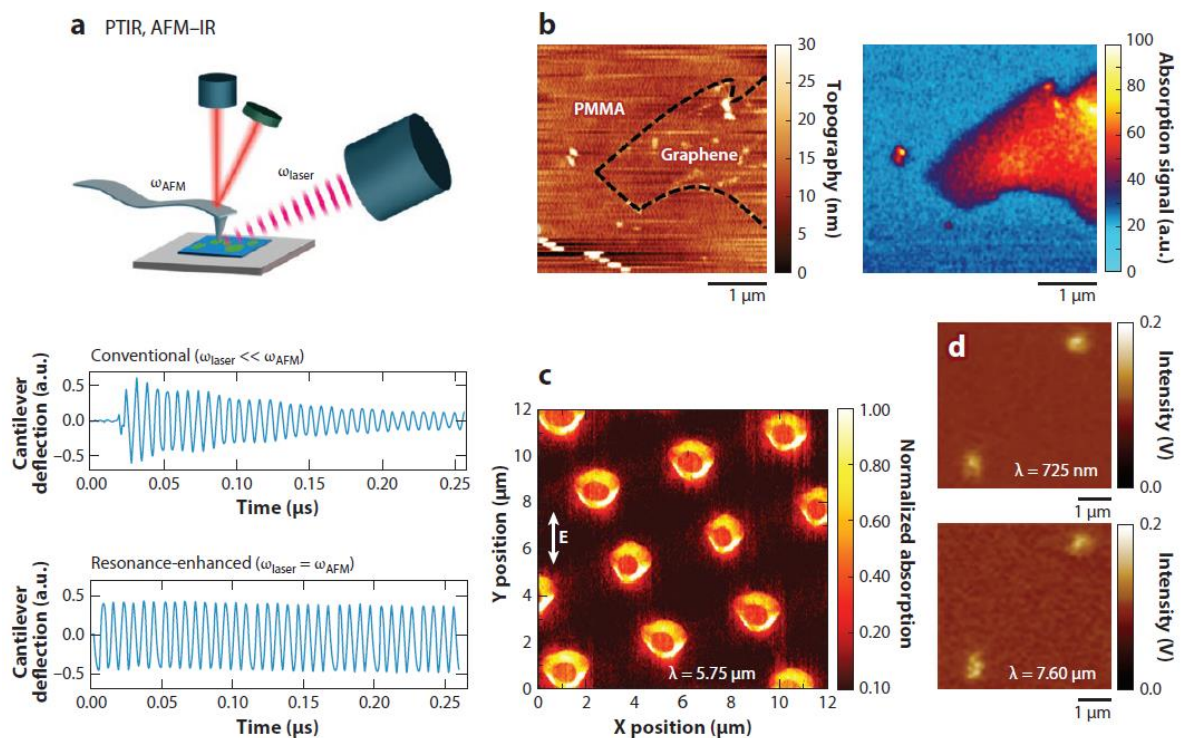 a PTIR, AFM–IR
ωAFM
ωlaser
Conventional (ωlaser << ωAFM)
Cantilever
deflection (a.u.)
0.5
0.0
−0.5
0.00 0.05 0.10 0.15 0.20 0.25
Time (μs)
Resonance-enhanced (ωlaser = ωAFM)
Cantilever
deflection (a.u.)
0.5
0.0
−0.5
0.00 0.05 0.10 0.15 0.20 0.25
Time (μs)
b
PMMA
Graphene
30
25
20
15
10
5
0
Topography (nm)
1 μm
100
80
60
40
20
0
Absorption signal (a.u.)
1 μm
c
12
10
8
6
4
2
0
Y position (μm)
E
λ = 5.75 μm
0 2 4 6 8 10 12
X position (μm)
1.00
0.80
0.60
0.40
0.20
0.10
Normalized absorption
d
λ = 725 nm
0.2
0.0
Intensity (V)
1 μm
λ = 7.60 μm
0.2
0.0
Intensity (V)
1 μm